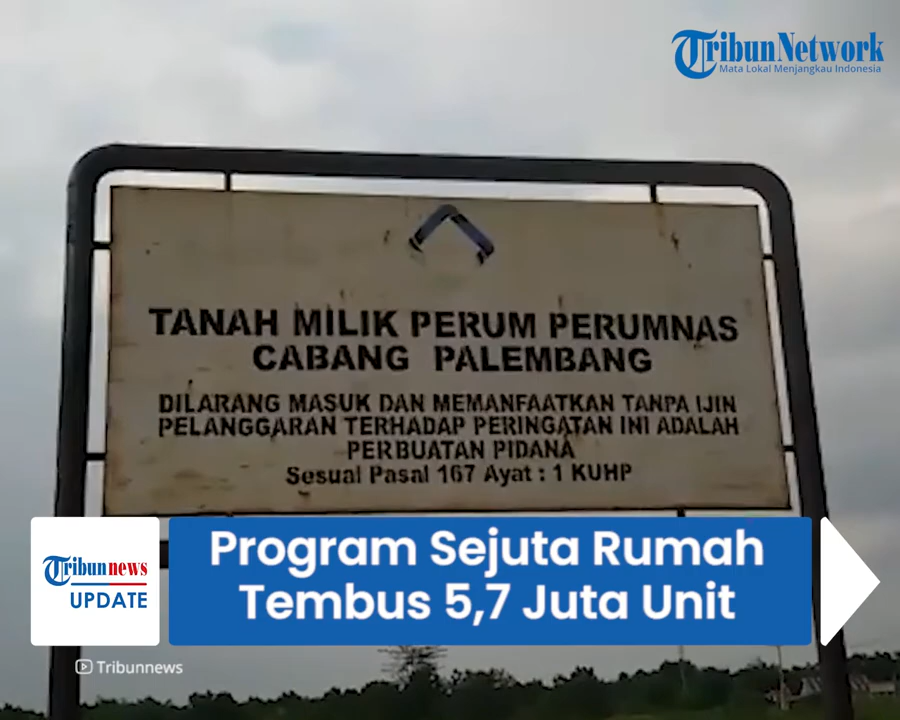 TribunNetwork
Mata Lokal Menjangkau Indonesia
TANAH MILIK PERUM PERUMNAS
CABANG PALEMBANG
DILARANG MASUK DAN MEMANFAATKAN TANPA IJIN
PELANGGARAN TERHADAP PERINGATAN INI ADALAH
PERBUATAN PIDANA
Sesuai Pasal 167 Ayat : 1 KUHP
Program Sejuta Rumah
Tembus 5,7 Juta Unit
Tribunnews
UPDATE
Tribunnews